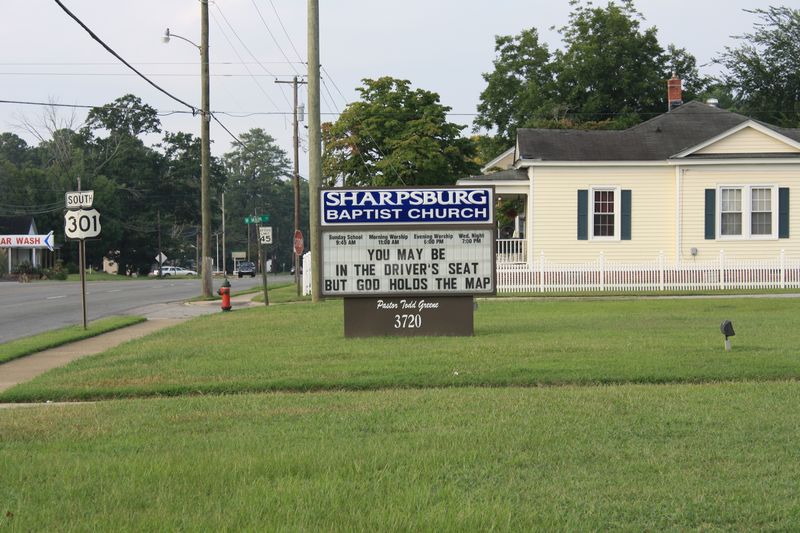 SHARPSBURG
BAPTIST CHURCH
Sunday School Morning Worship Evening Worship Wed. Night
9:45 AM 11:00 AM 6:00 PM 7:00 PM
YOU MAY BE
IN THE DRIVER'S SEAT
BUT GOD HOLDS THE MAP
Pastor Todd Greene
3720
SOUTH
301
AR WASH
45